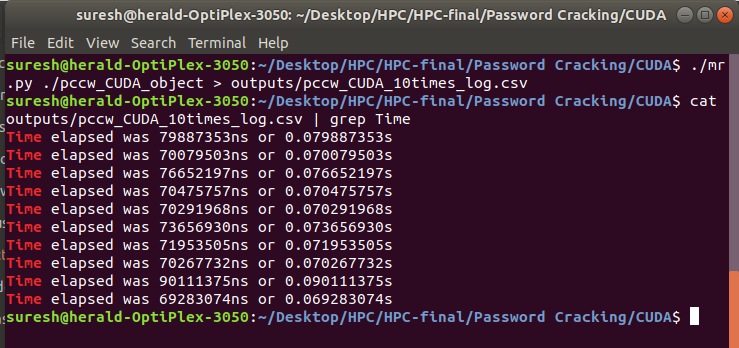 suresh@herald-OptiPlex-3050: ~/Desktop/HPC/HPC-final/Password Cracking/CUDA
File Edit View Search Terminal Help
suresh@herald-OptiPlex-3050:~/Desktop/HPC/HPC-final/Password Cracking/CUDA$ ./mr
.py ./pccw_CUDA_object > outputs/pccw_CUDA_10times_log.csv
suresh@herald-OptiPlex-3050:~/Desktop/HPC/HPC-final/Password Cracking/CUDA$ cat
outputs/pccw_CUDA_10times_log.csv | grep Time
Time elapsed was 79887353ns or 0.079887353s
Time elapsed was 70079503ns or 0.070079503s
Time elapsed was 76652197ns or 0.076652197s
Time elapsed was 70475757ns or 0.070475757s
Time elapsed was 70291968ns or 0.070291968s
Time elapsed was 73656930ns or 0.073656930s
Time elapsed was 71953505ns or 0.071953505s
Time elapsed was 70267732ns or 0.070267732s
Time elapsed was 90111375ns or 0.090111375s
Time elapsed was 69283074ns or 0.069283074s
suresh@herald-OptiPlex-3050:~/Desktop/HPC/HPC-final/Password Cracking/CUDA$